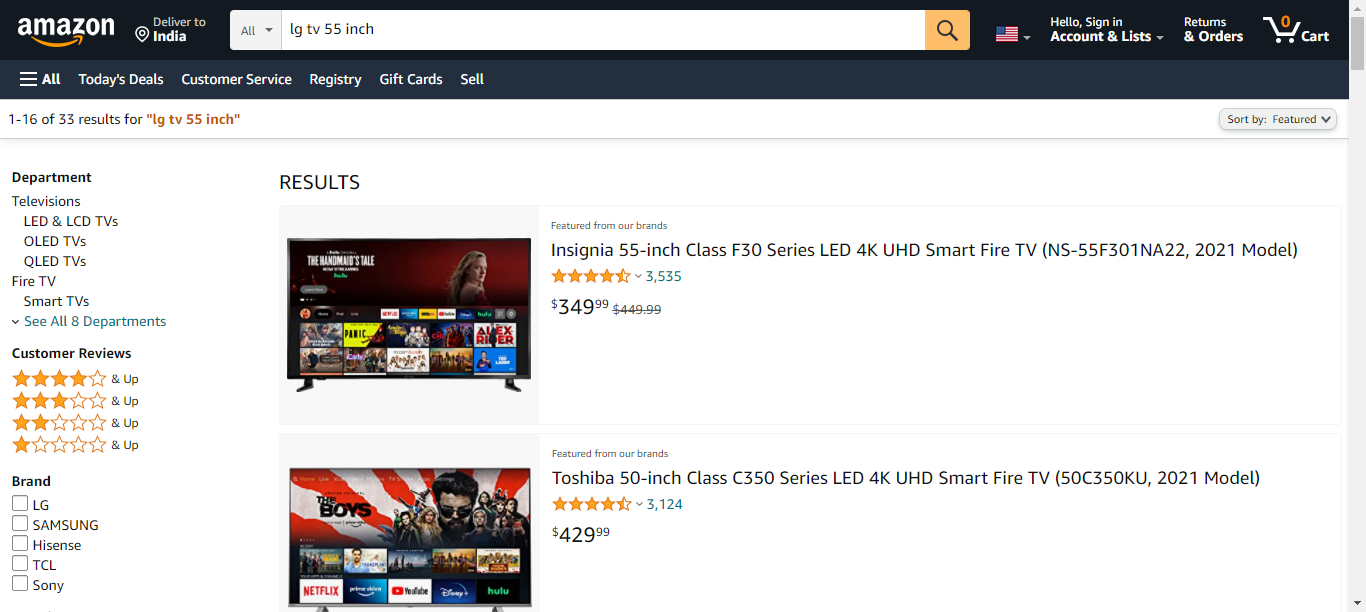 amazon
Deliver to
India
All
lg tv 55 inch
Hello, Sign in
Account & Lists
Returns
& Orders
0
Cart
All
Today's Deals
Customer Service
Registry
Gift Cards
Sell
1-16 of 33 results for "lg tv 55 inch"
Sort by: Featured
Department
Televisions
LED & LCD TVs
OLED TVs
QLED TVs
Fire TV
Smart TVs
See All 8 Departments
Customer Reviews
& Up
& Up
& Up
& Up
Brand
LG
SAMSUNG
Hisense
TCL
Sony
RESULTS
hulu
THE HANDMAID'S TALE
NOW STREAMING
hulu
NETFLIX
hulu
PANIC
ALEX RIDER
iCarly
Featured from our brands
Insignia 55-inch Class F30 Series LED 4K UHD Smart Fire TV (NS-55F301NA22, 2021 Model)
3,535
$349.99 $449.99
THE BOYS
prime video
NETFLIX
prime video
YouTube
Disney+
hulu
Featured from our brands
Toshiba 50-inch Class C350 Series LED 4K UHD Smart Fire TV (50C350KU, 2021 Model)
3,124
$429.99